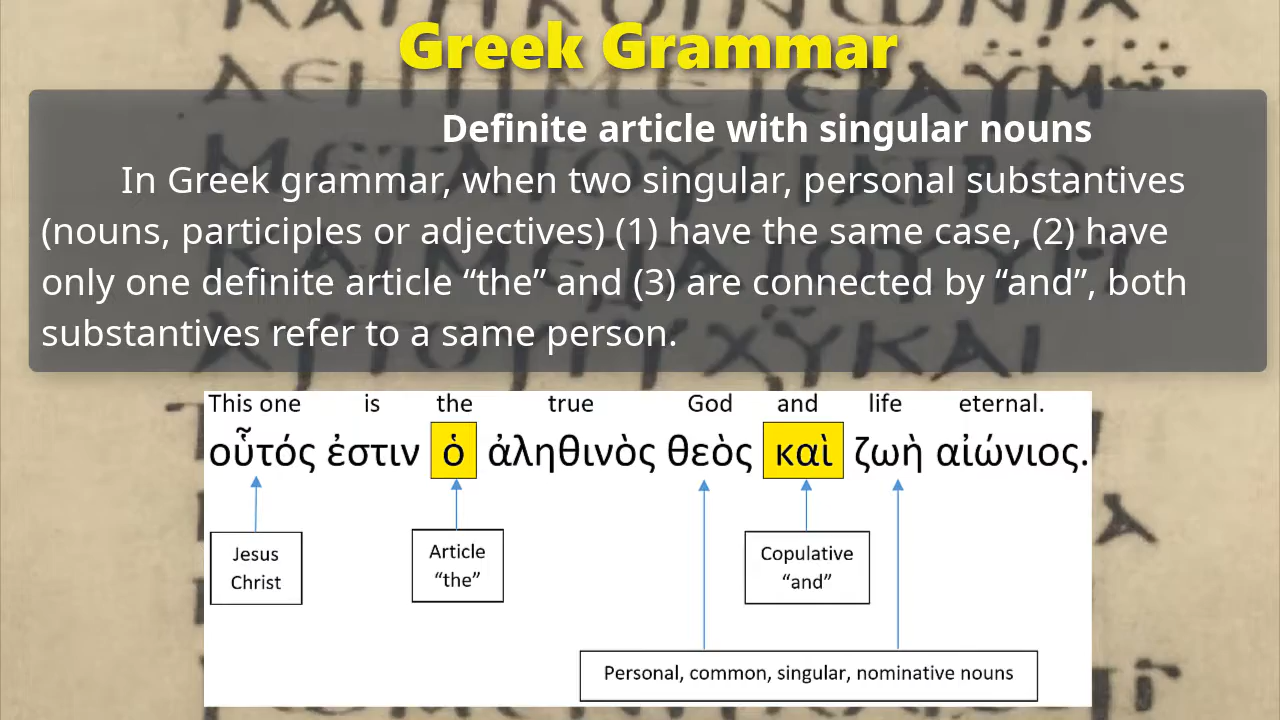 Greek Grammar
Definite article with singular nouns
In Greek grammar, when two singular, personal substantives
(nouns, participles or adjectives) (1) have the same case, (2) have
only one definite article “the” and (3) are connected by “and”, both
substantives refer to a same person.
This one is the true God and life eternal.
οὗτός ἐστιν ὁ ἀληθινὸς θεὸς καὶ ζωὴ αἰώνιος.
Jesus
Christ
Article
“the”
Copulative
“and”
Personal, common, singular, nominative nouns